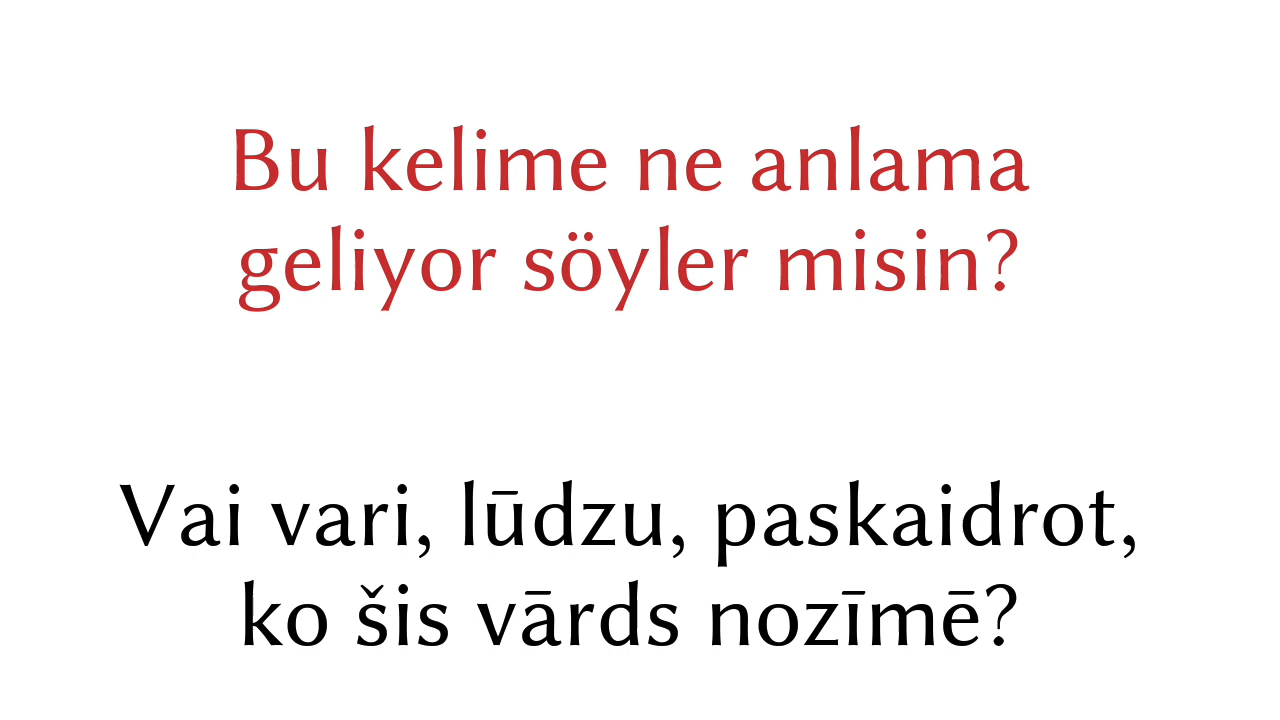 Bu kelime ne anlama
geliyor söyler misin?
Vai vari, lūdzu, paskaidrot,
ko šis vārds nozīmē?